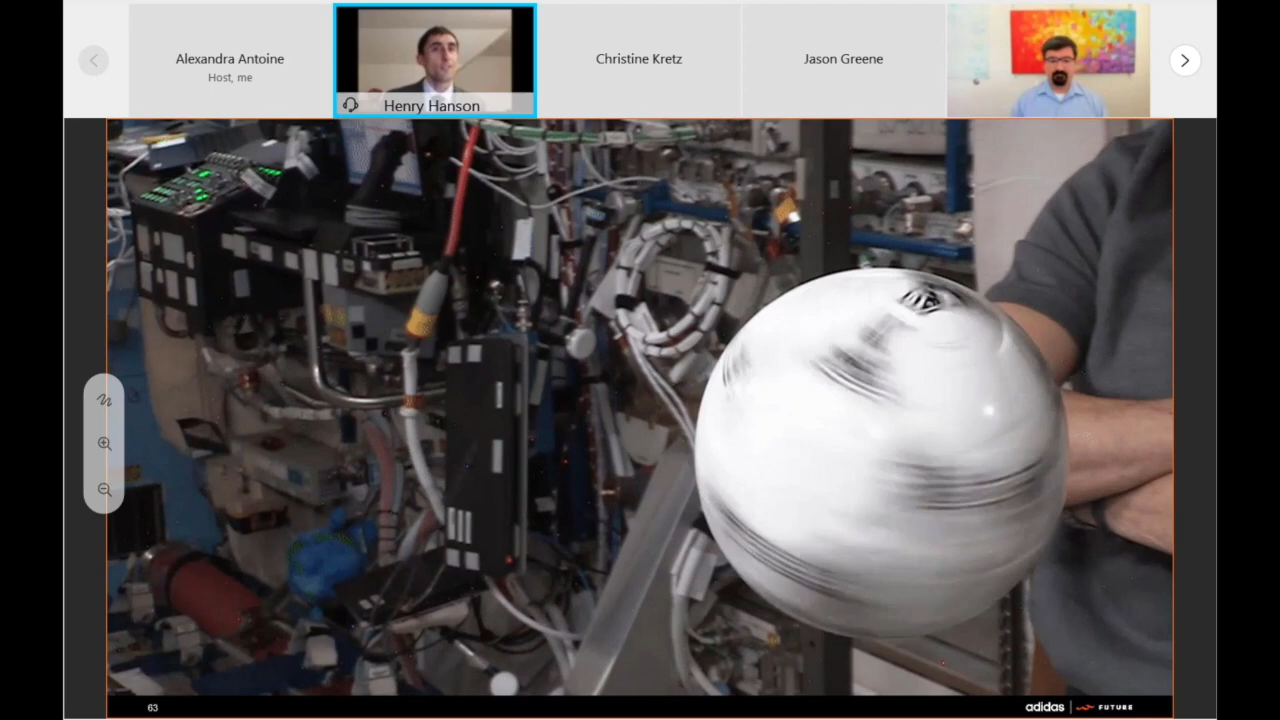 Alexandra Antoine
Host, me
Henry Hanson
Christine Kretz
Jason Greene
63
adidas
FUTURE